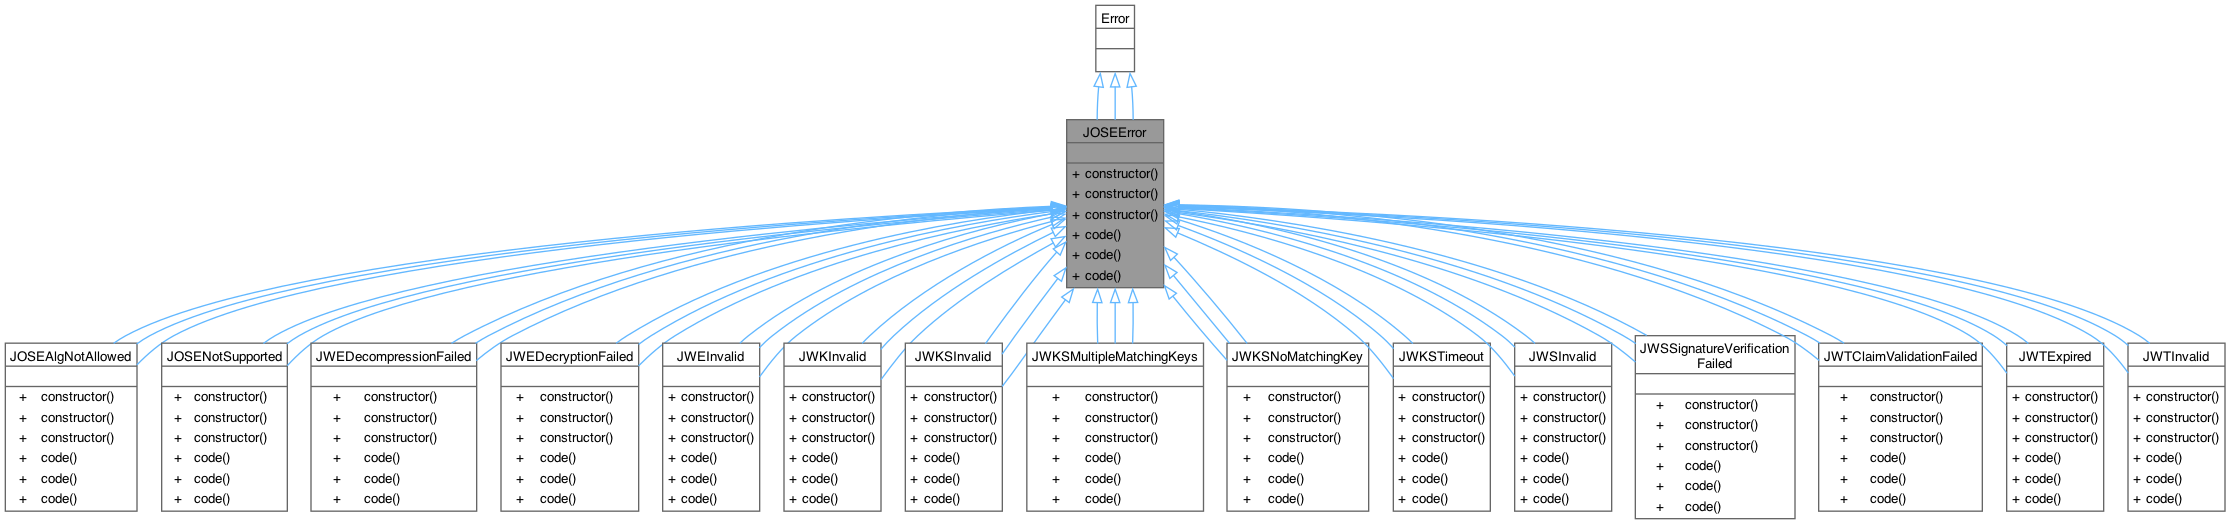 Error
JOSEError
+ constructor()
+ constructor()
+ constructor()
+ code()
+ code()
+ code()
JOSEAlgNotAllowed
+ constructor()
+ constructor()
+ constructor()
+ code()
+ code()
+ code()
JOSENotSupported
+ constructor()
+ constructor()
+ constructor()
+ code()
+ code()
+ code()
JWEDecompressionFailed
+ constructor()
+ constructor()
+ constructor()
+ code()
+ code()
+ code()
JWEDecryptionFailed
+ constructor()
+ constructor()
+ constructor()
+ code()
+ code()
+ code()
JWEInvalid
+ constructor()
+ constructor()
+ constructor()
+ code()
+ code()
+ code()
JWKInvalid
+ constructor()
+ constructor()
+ constructor()
+ code()
+ code()
+ code()
JWKSInvalid
+ constructor()
+ constructor()
+ constructor()
+ code()
+ code()
+ code()
JWKSMultipleMatchingKeys
+ constructor()
+ constructor()
+ constructor()
+ code()
+ code()
+ code()
JWKSNoMatchingKey
+ constructor()
+ constructor()
+ constructor()
+ code()
+ code()
+ code()
JWKSTimeout
+ constructor()
+ constructor()
+ constructor()
+ code()
+ code()
+ code()
JWSInvalid
+ constructor()
+ constructor()
+ constructor()
+ code()
+ code()
+ code()
JWSSignatureVerification
Failed
+ constructor()
+ constructor()
+ constructor()
+ code()
+ code()
+ code()
JWTClaimValidationFailed
+ constructor()
+ constructor()
+ constructor()
+ code()
+ code()
+ code()
JWTExpired
+ constructor()
+ constructor()
+ constructor()
+ code()
+ code()
+ code()
JWTInvalid
+ constructor()
+ constructor()
+ constructor()
+ code()
+ code()
+ code()